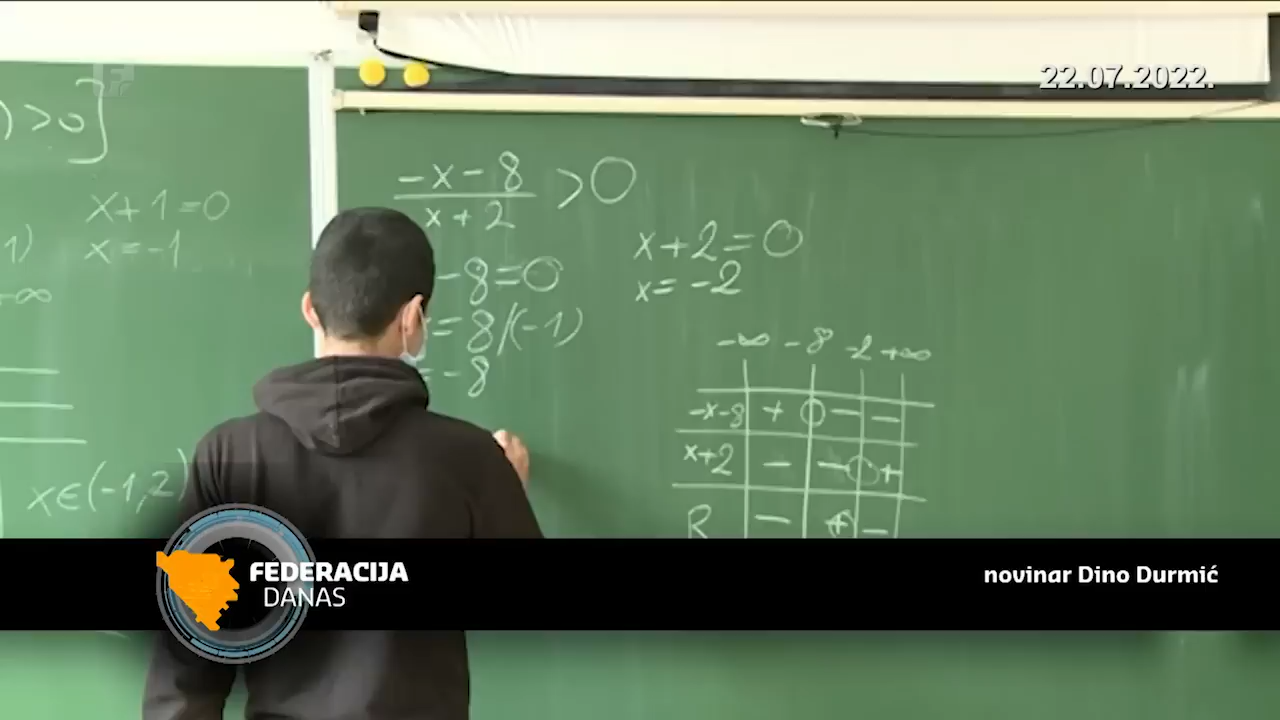 22.07.2022.
) > 0]
x + 1 = 0
x = -1
1)
+∞
x ∈ (-1, 2)
-x - 8
x + 2
> 0
- 8 = 0
= 8 /(-1)
= -8
x + 2 = 0
x = -2
-∞ -8 -2 +∞
-x-8 + 0 - -
x+2 - - 0 +
R - + -
FEDERACIJA
DANAS
novinar Dino Durmić